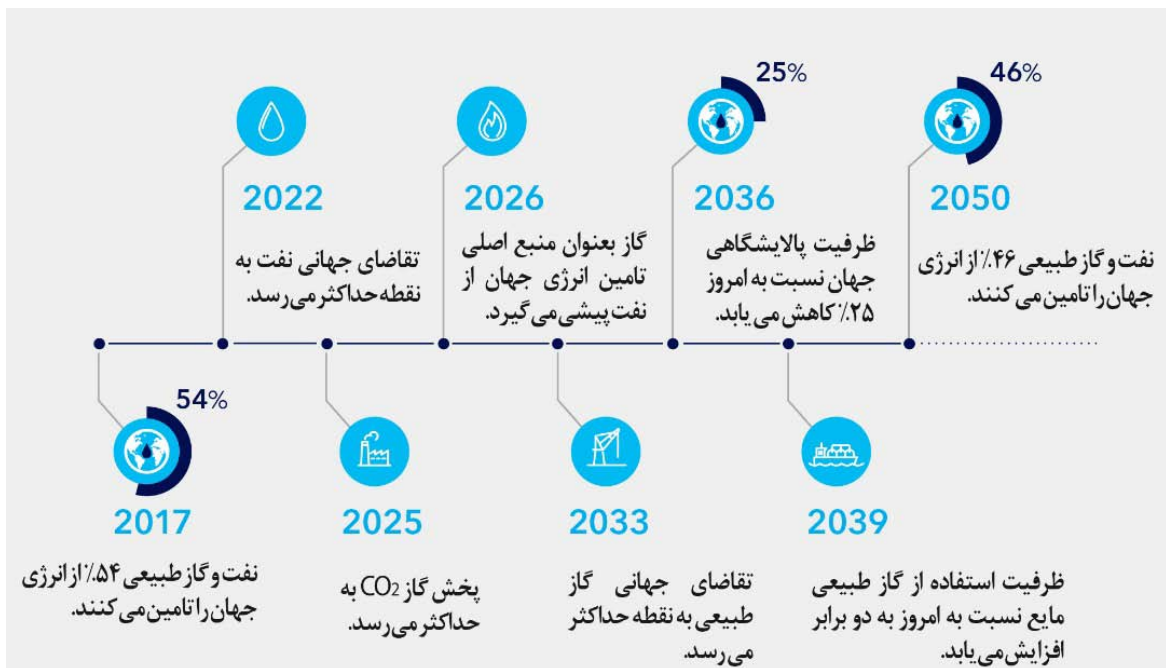 25%
46%
2022
2026
2036
2050
تقاضای جهانی نفت به
نقطه حداکثر می‌رسد.
گاز بعنوان منبع اصلی
تامین انرژی جهان از
نفت پیشی می‌گیرد.
ظرفیت پالایشگاهی
جهان نسبت به امروز
۲۵٪ کاهش می‌یابد.
نفت و گاز طبیعی ۴۶٪ از انرژی
جهان را تامین می‌کنند.
54%
2017
2025
2033
2039
نفت و گاز طبیعی ۵۴٪ از انرژی
جهان را تامین می‌کنند.
پخش گاز CO2 به
حداکثر می‌رسد.
تقاضای جهانی گاز
طبیعی به نقطه حداکثر
می‌رسد.
ظرفیت استفاده از گاز طبیعی
مایع نسبت به امروز به دو برابر
افزایش می‌یابد.